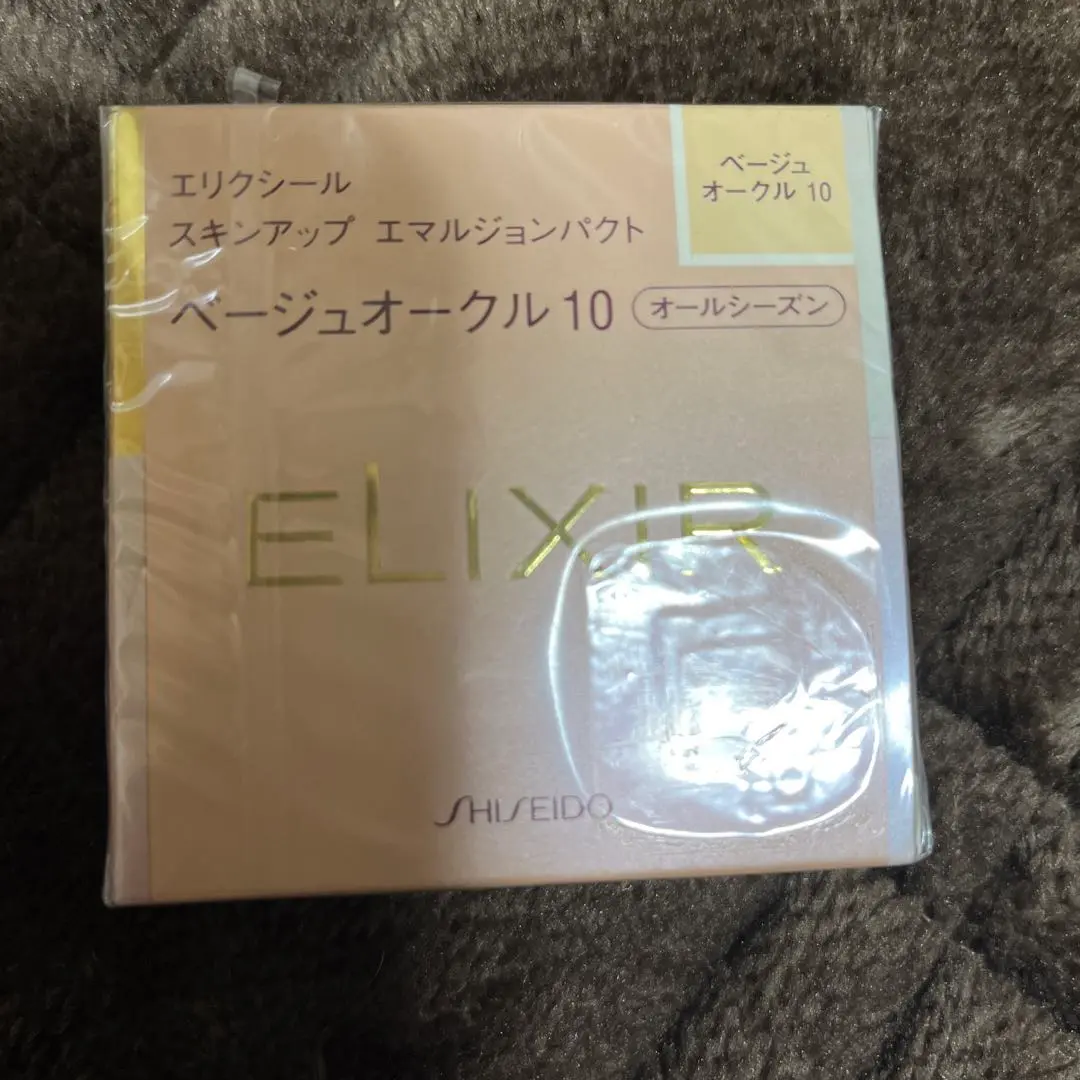 エリクシール
スキンアップ エマルジョンパクト
ベージュオークル 10 オールシーズン
ベージュ
オークル 10
ELIXIR
SHISEIDO